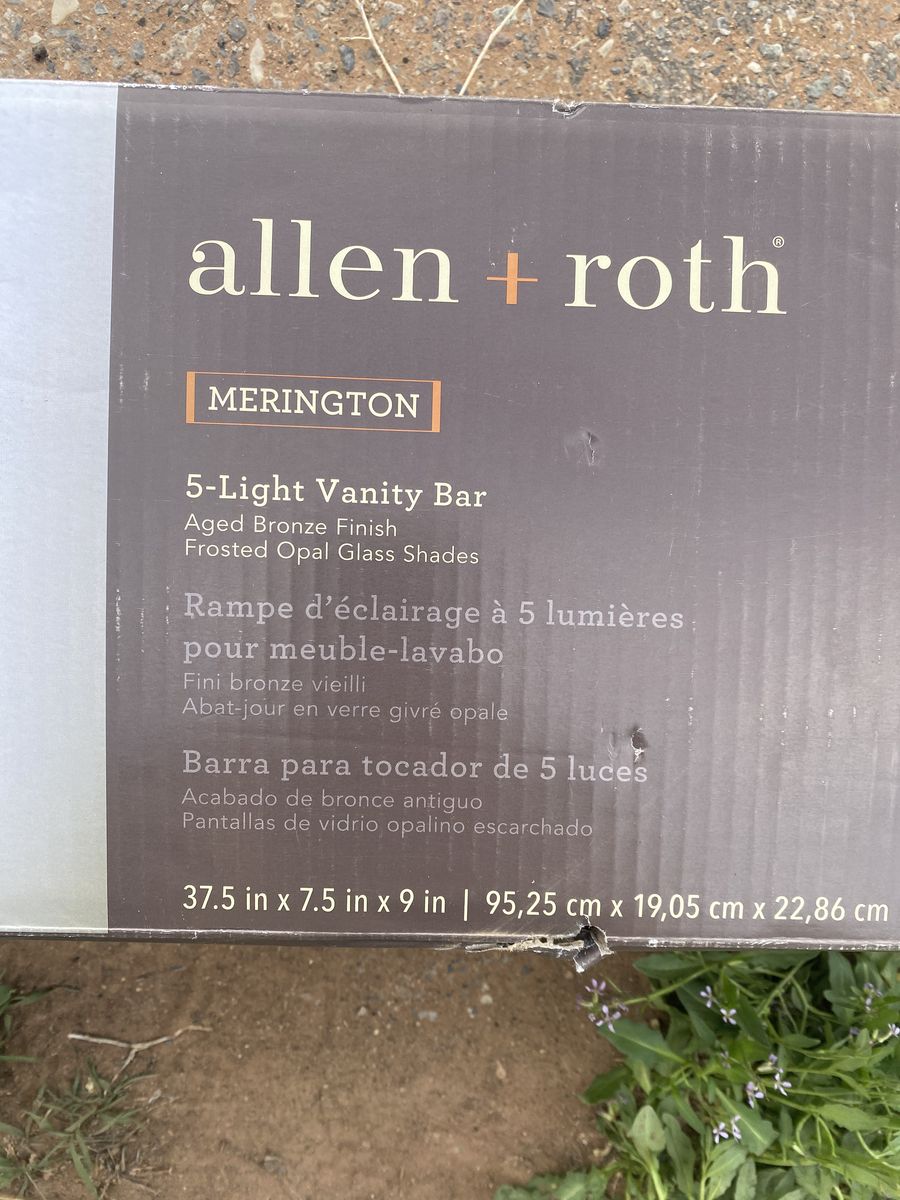 allen + roth®
MERINGTON
5-Light Vanity Bar
Aged Bronze Finish
Frosted Opal Glass Shades
Rampe d’éclairage à 5 lumières
pour meuble-lavabo
Fini bronze vieilli
Abat-jour en verre givré opale
Barra para tocador de 5 luces
Acabado de bronce antiguo
Pantallas de vidrio opalino escarchado
37.5 in x 7.5 in x 9 in | 95,25 cm x 19,05 cm x 22,86 cm